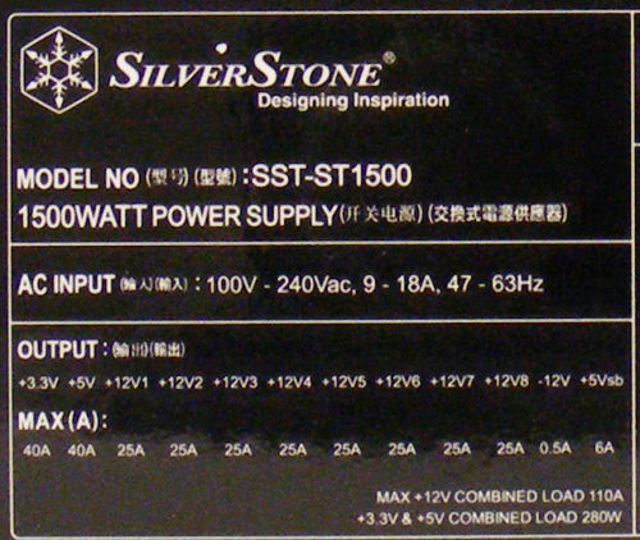 SILVERSTONE®
Designing Inspiration
MODEL NO (型号) (型號) : SST-ST1500
1500WATT POWER SUPPLY (开关电源) (交換式電源供應器)
AC INPUT (输入) (輸入) : 100V - 240Vac, 9 - 18A, 47 - 63Hz
OUTPUT : (输出) (輸出)
+3.3V +5V +12V1 +12V2 +12V3 +12V4 +12V5 +12V6 +12V7 +12V8 -12V +5Vsb
MAX (A):
40A 40A 25A 25A 25A 25A 25A 25A 25A 25A 0.5A 6A
MAX +12V COMBINED LOAD 110A
+3.3V & +5V COMBINED LOAD 280W